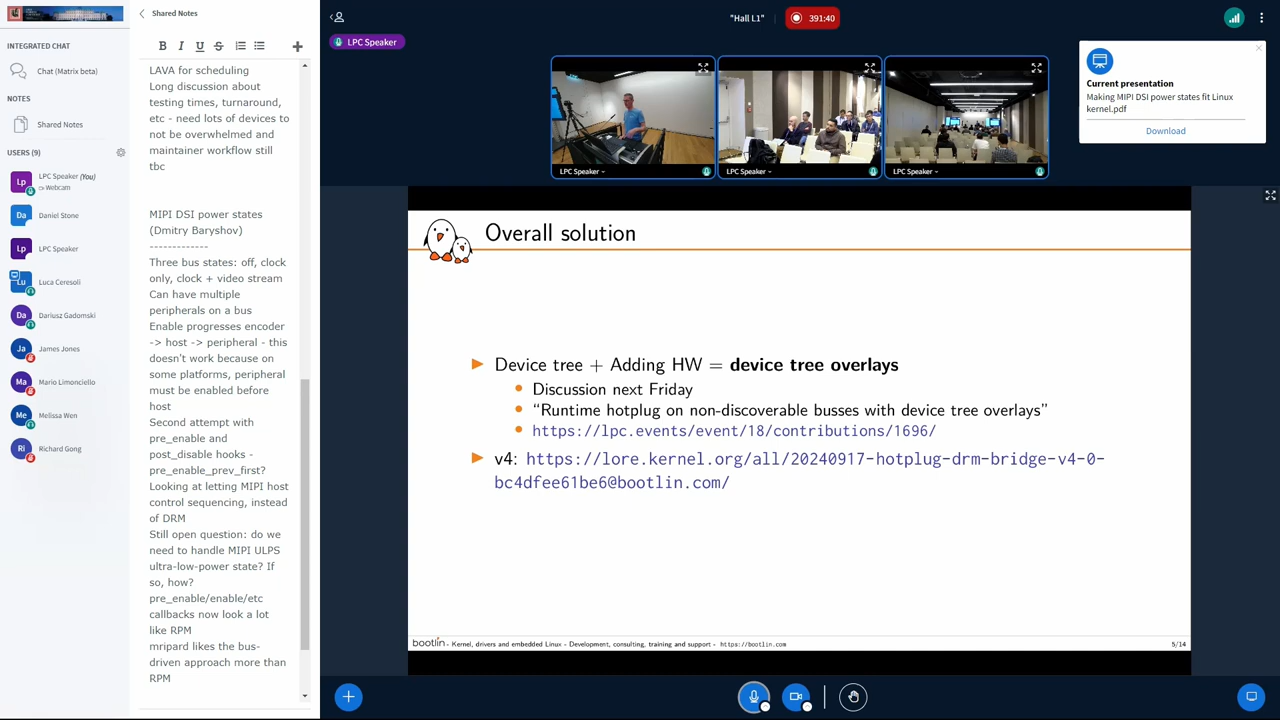 INTEGRATED CHAT
Chat (Matrix beta)
NOTES
Shared Notes
USERS (9)
Lp
LPC Speaker (You)
Webcam
Da
Daniel Stone
Lp
LPC Speaker
Lu
Luca Ceresoli
Da
Dariusz Gadomski
Ja
James Jones
Ma
Mario Limonciello
Me
Melissa Wen
Ri
Richard Gong
Shared Notes
B I U S
LAVA for scheduling
Long discussion about
testing times, turnaround,
etc - need lots of devices to
not be overwhelmed and
maintainer workflow still
tbc
MIPI DSI power states
(Dmitry Baryshov)
-------------
Three bus states: off, clock
only, clock + video stream
Can have multiple
peripherals on a bus
Enable progresses encoder
-> host -> peripheral - this
doesn't work because on
some platforms, peripheral
must be enabled before
host
Second attempt with
pre_enable and
post_disable hooks -
pre_enable_prev_first?
Looking at letting MIPI host
control sequencing, instead
of DRM
Still open question: do we
need to handle MIPI ULPS
ultra-low-power state? If
so, how?
pre_enable/enable/etc
callbacks now look a lot
like RPM
mripard likes the bus-
driven approach more than
RPM
"Hall L1"
391:40
LPC Speaker
LPC Speaker
LPC Speaker
LPC Speaker
Current presentation
Making MIPI DSI power states fit Linux
kernel.pdf
Download
Overall solution
Device tree + Adding HW = device tree overlays
Discussion next Friday
“Runtime hotplug on non-discoverable busses with device tree overlays”
https://lpc.events/event/18/contributions/1696/
v4: https://lore.kernel.org/all/20240917-hotplug-drm-bridge-v4-0-
bc4dfee61be6@bootlin.com/
bootlin - Kernel, drivers and embedded Linux - Development, consulting, training and support - https://bootlin.com
5/14